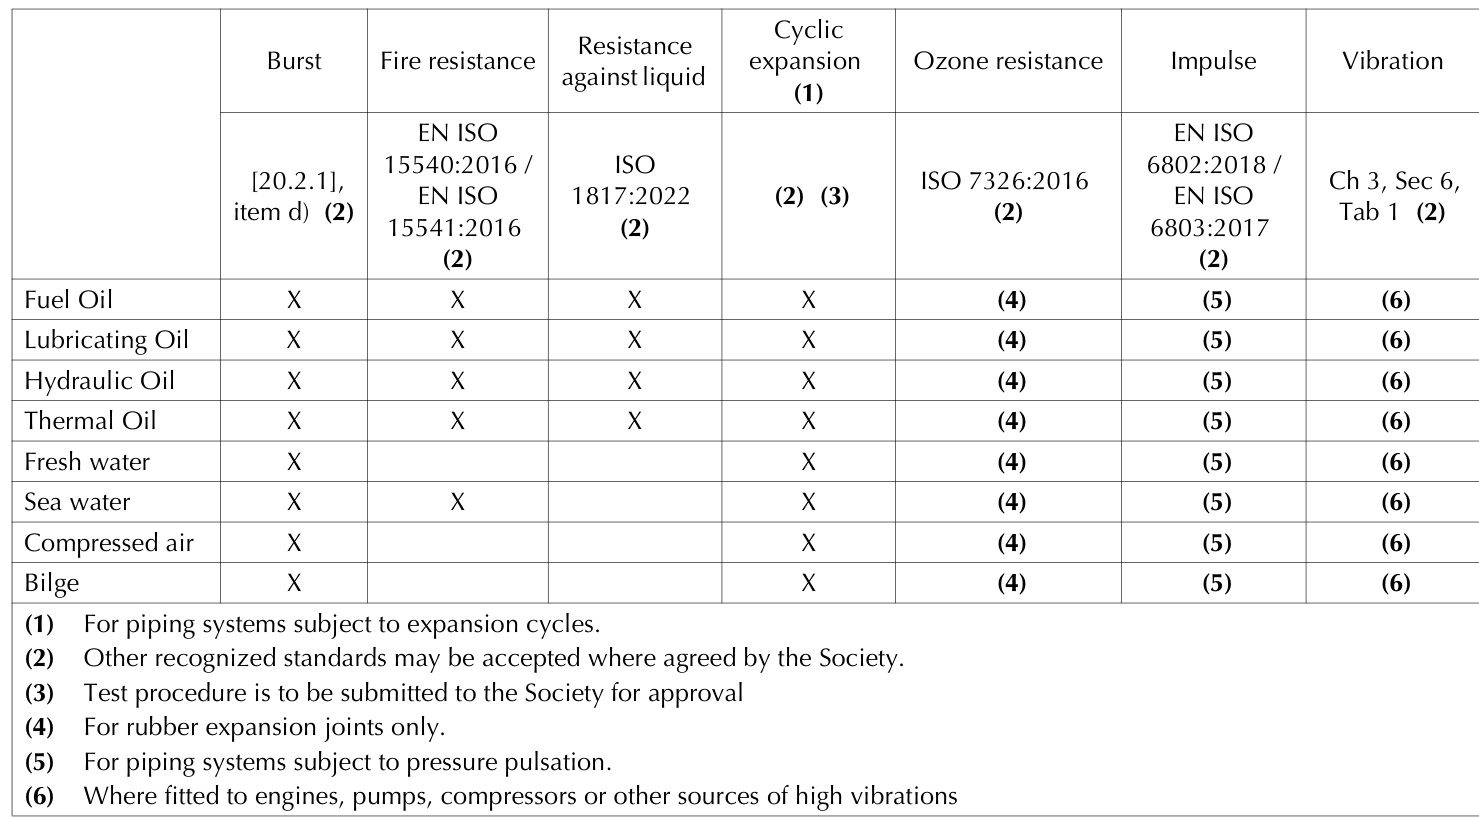 Burst Fire resistance Resistance against liquid Cyclic expansion (1) Ozone resistance Impulse Vibration
[20.2.1], item d) (2) EN ISO 15540:2016 / EN ISO 15541:2016 (2) ISO 1817:2022 (2) (2) (3) ISO 7326:2016 (2) EN ISO 6802:2018 / EN ISO 6803:2017 (2) Ch 3, Sec 6, Tab 1 (2)
Fuel Oil X X X X (4) (5) (6)
Lubricating Oil X X X X (4) (5) (6)
Hydraulic Oil X X X X (4) (5) (6)
Thermal Oil X X X X (4) (5) (6)
Fresh water X X (4) (5) (6)
Sea water X X X (4) (5) (6)
Compressed air X X (4) (5) (6)
Bilge X X (4) (5) (6)
(1) For piping systems subject to expansion cycles.
(2) Other recognized standards may be accepted where agreed by the Society.
(3) Test procedure is to be submitted to the Society for approval
(4) For rubber expansion joints only.
(5) For piping systems subject to pressure pulsation.
(6) Where fitted to engines, pumps, compressors or other sources of high vibrations